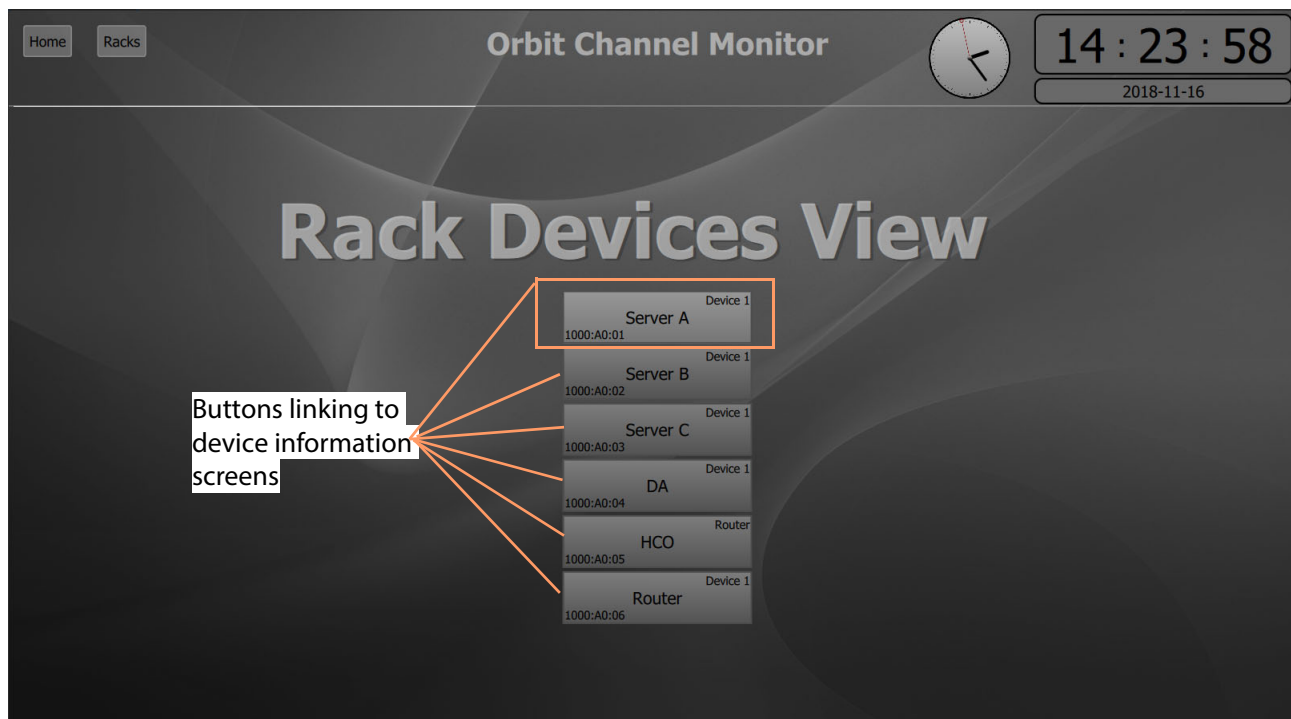 Home
Racks
Orbit Channel Monitor
14 : 23 : 58
2018-11-16
Rack Devices View
Device 1
Server A
1000:A0:01
Device 1
Server B
1000:A0:02
Buttons linking to
device information
screens
Device 1
Server C
1000:A0:03
Device 1
DA
1000:A0:04
Router
HCO
1000:A0:05
Device 1
Router
1000:A0:06